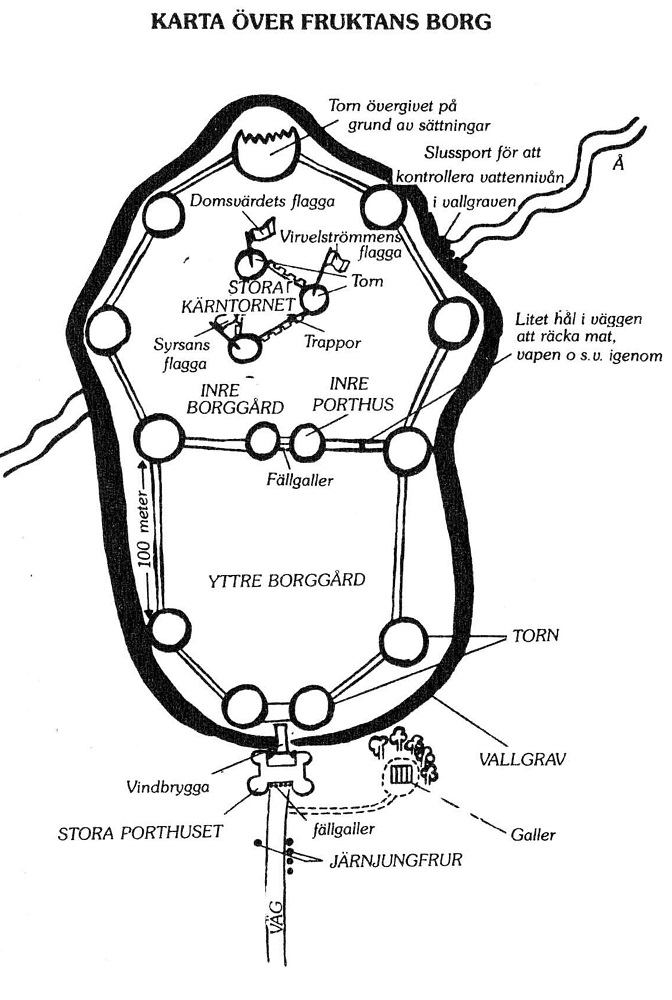 KARTA ÖVER FRUKTANS BORG
Torn övergivet på
grund av sättningar
Slussport för att
kontrollera vattennivån
i vallgraven
Å
Domsvärdets flagga
Virvelströmmens
flagga
Torn
STORA
KÄRNTORNET
Syrsans
flagga
Trappor
Litet hål i väggen
att räcka mat,
vapen o s.v. igenom
INRE
BORGGÅRD
INRE
PORTHUS
Fällgaller
100 meter
YTTRE BORGGÅRD
TORN
VALLGRAV
Vindbrygga
STORA PORTHUSET
fällgaller
Galler
JÄRNJUNGFRUR
VÄG